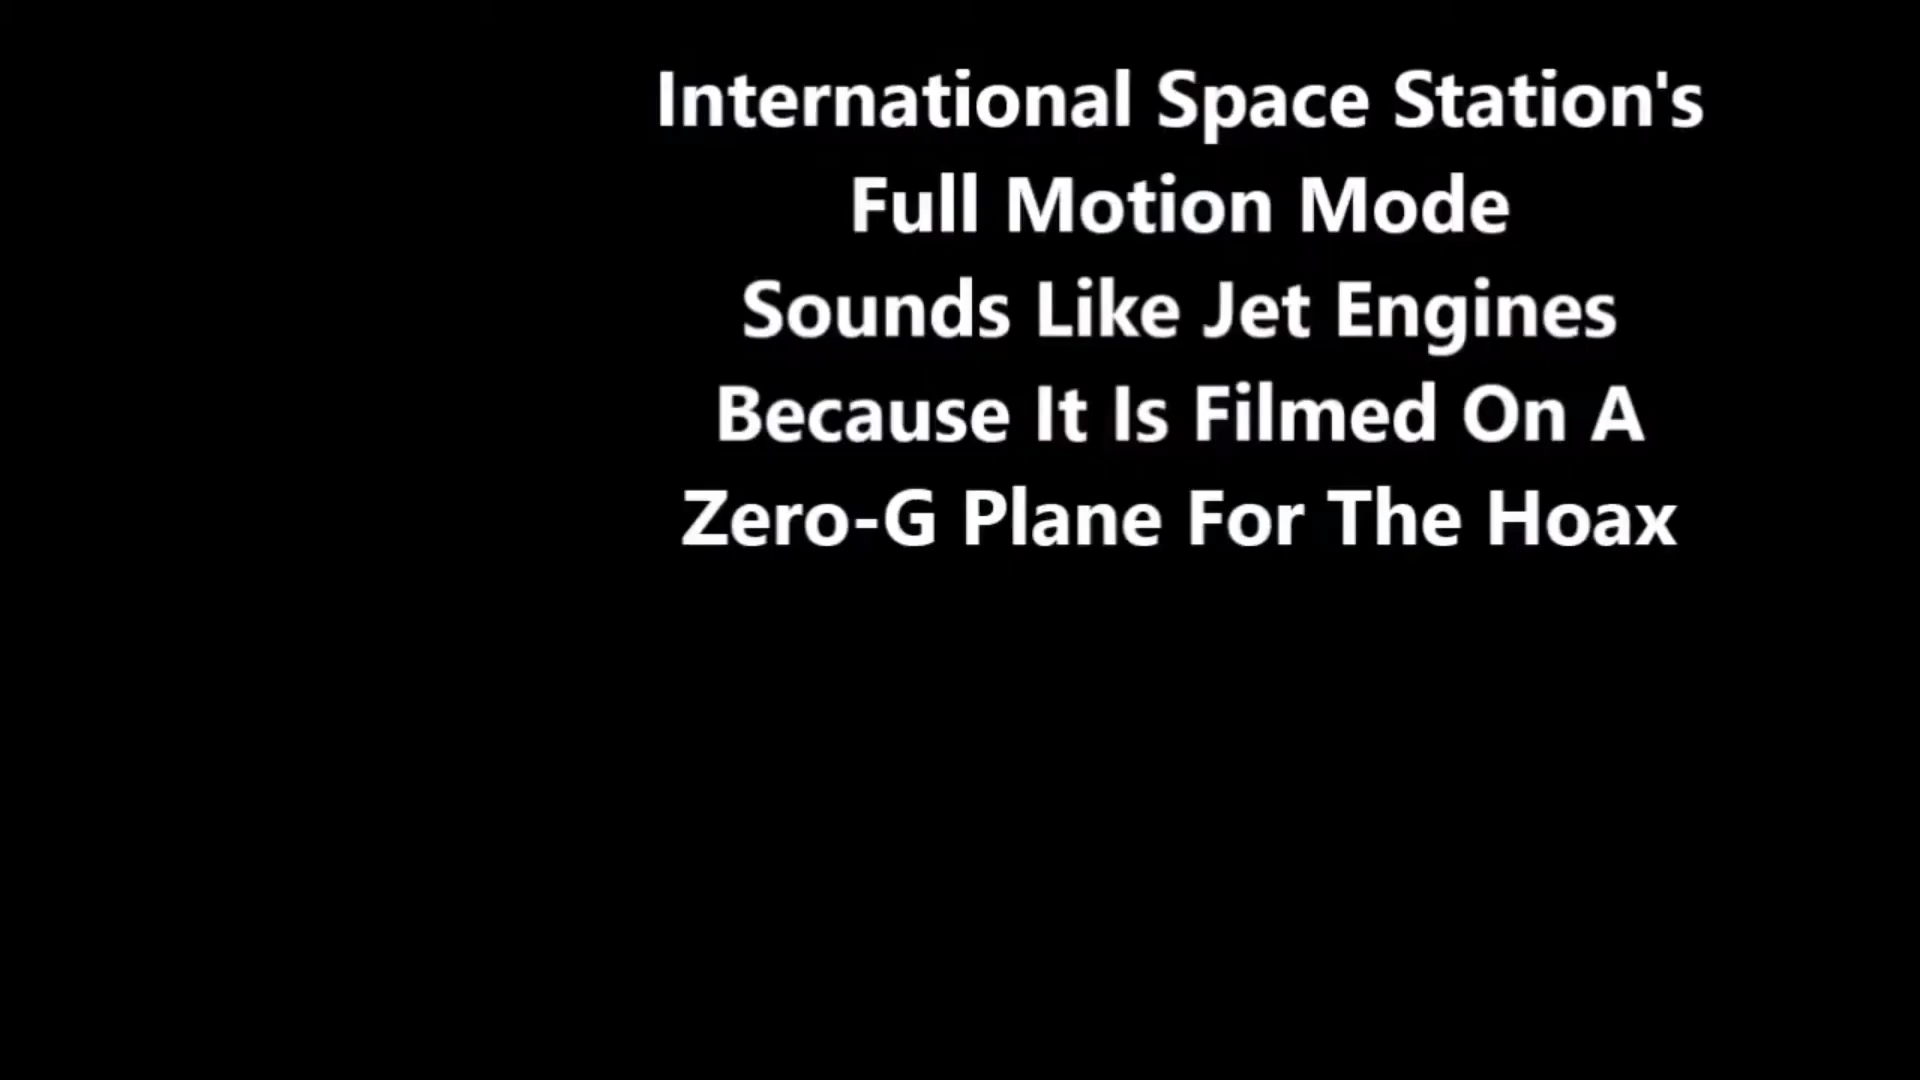 International Space Station's
Full Motion Mode
Sounds Like Jet Engines
Because It Is Filmed On A
Zero-G Plane For The Hoax